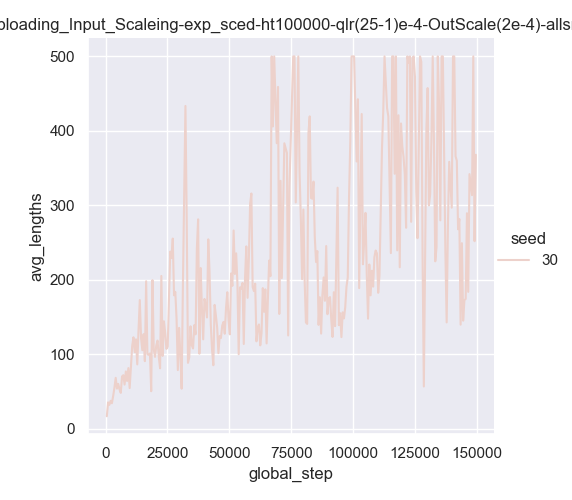 ploading_Input_Scaleing-exp_sced-ht100000-qlr(25-1)e-4-OutScale(2e-4)-alls
500
400
300
200
100
0
avg_lengths
0 25000 50000 75000 100000 125000 150000
global_step
seed
30